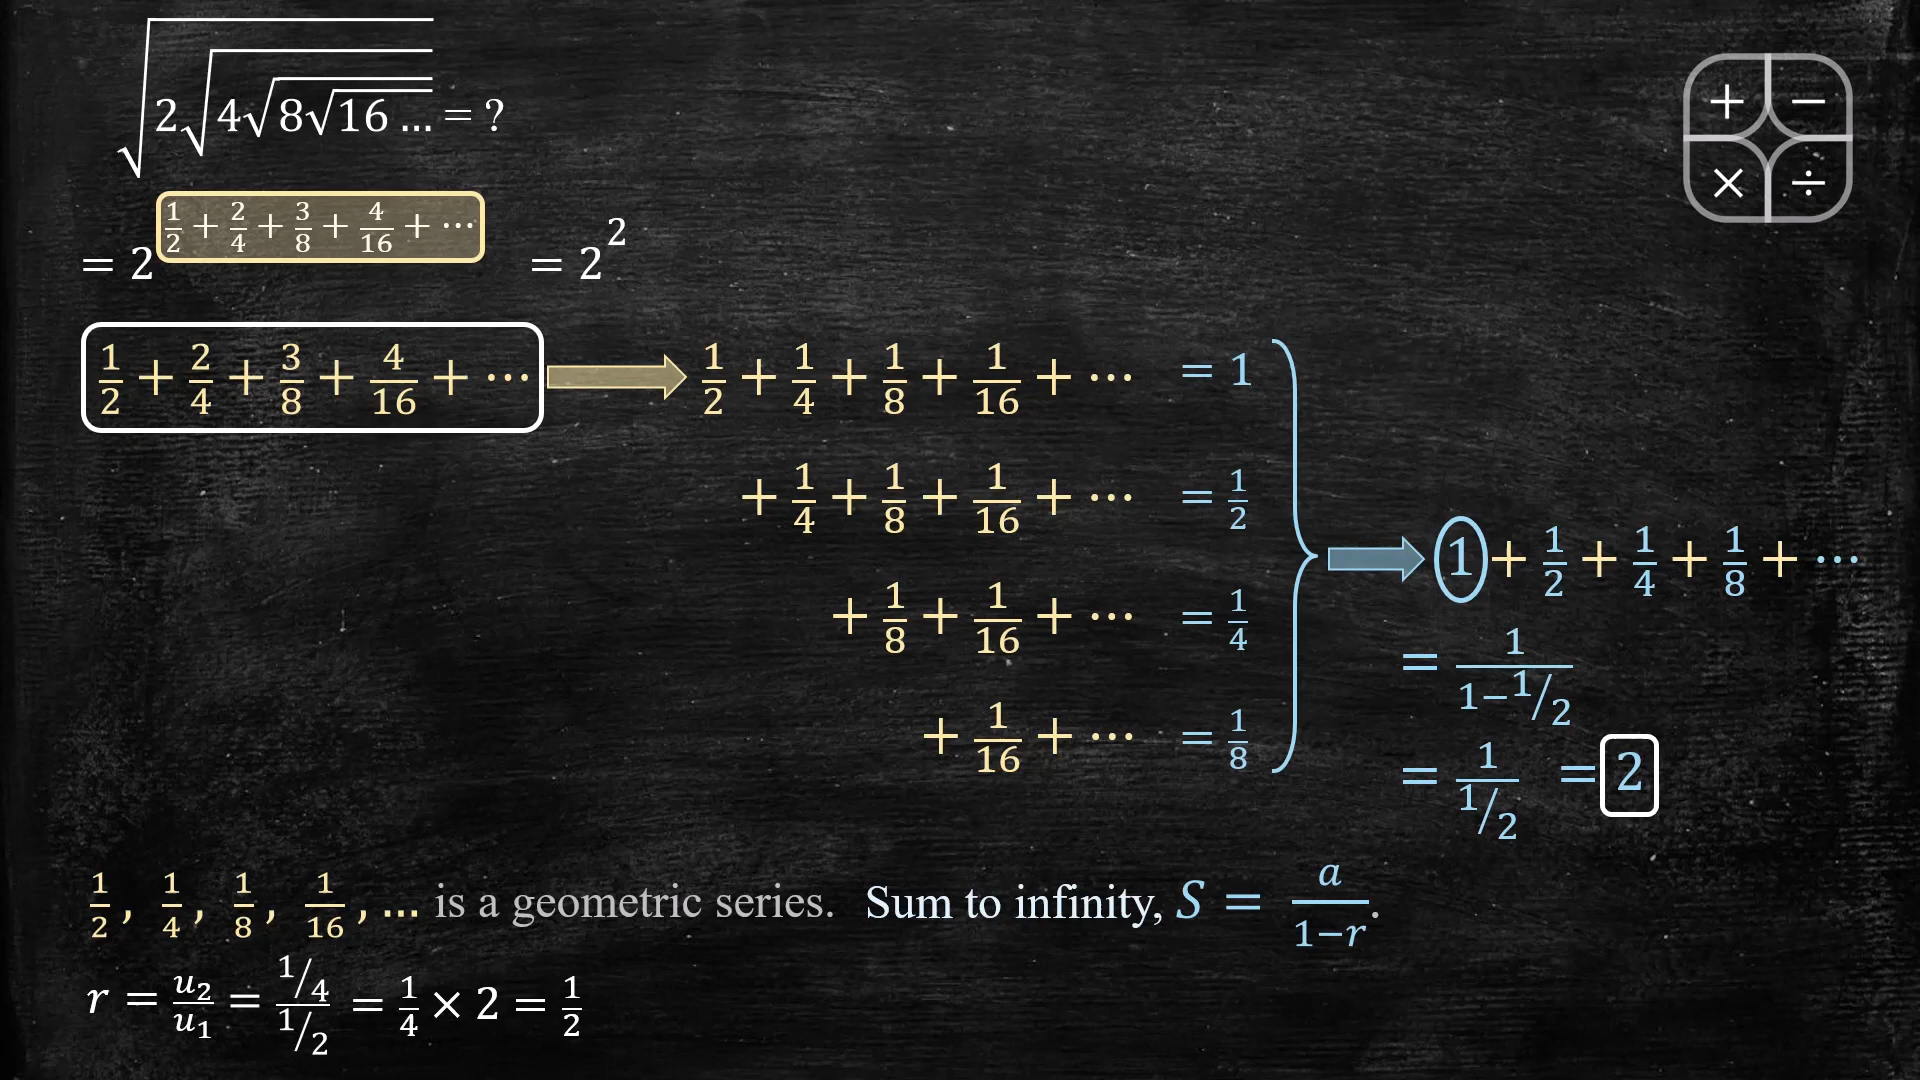 √(2√(4√(8√(16 ...)))) = ?
+ −
× ÷
= 2^(1/2 + 2/4 + 3/8 + 4/16 + ⋯) = 2^2
1/2 + 2/4 + 3/8 + 4/16 + ⋯ 1/2 + 1/4 + 1/8 + 1/16 + ⋯ = 1
+ 1/4 + 1/8 + 1/16 + ⋯ = 1/2
1 + 1/2 + 1/4 + 1/8 + ⋯
+ 1/8 + 1/16 + ⋯ = 1/4
= 1/(1−1/2)
+ 1/16 + ⋯ = 1/8
= 1/(1/2) = 2
1/2, 1/4, 1/8, 1/16, ... is a geometric series. Sum to infinity, S = a/(1−r).
r = u₂/u₁ = (1/4)/(1/2) = 1/4 × 2 = 1/2